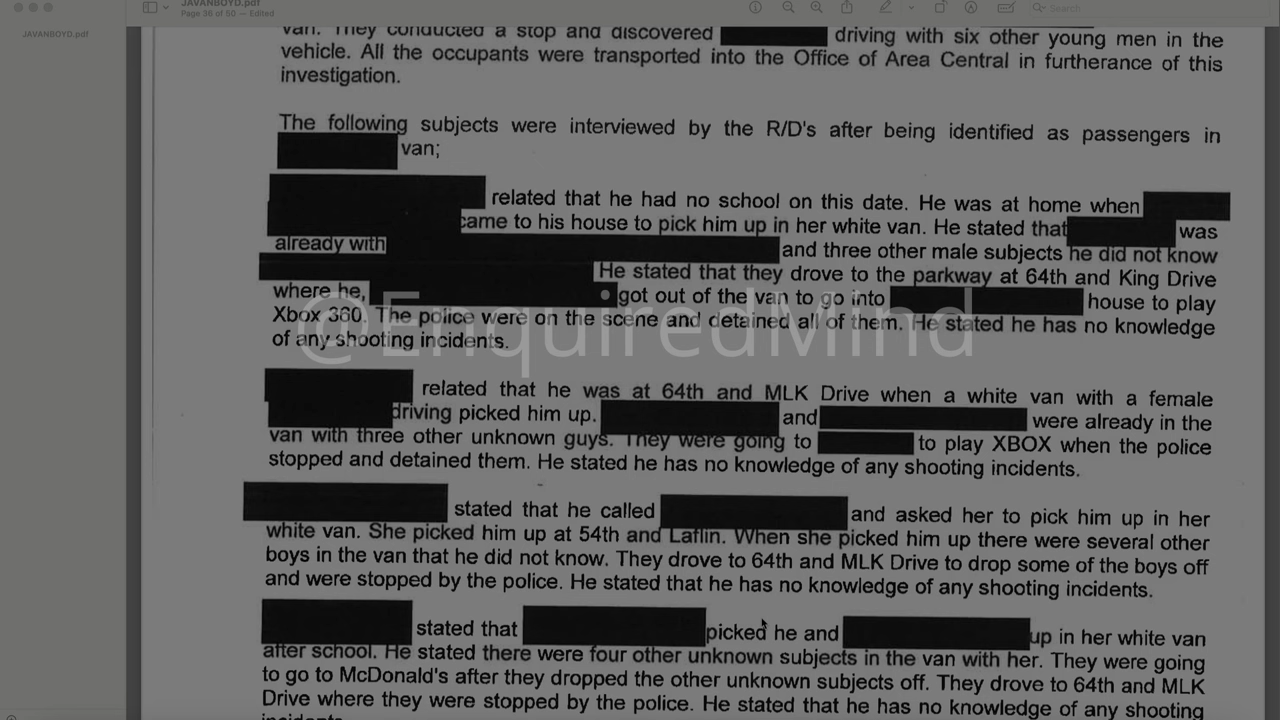 JAVANBOYD.pdf
Page 36 of 50 — Edited
Search
JAVANBOYD.pdf
van. They conducted a stop and discovered driving with six other young men in the
vehicle. All the occupants were transported into the Office of Area Central in furtherance of this
investigation.
The following subjects were interviewed by the R/D's after being identified as passengers in
van;
related that he had no school on this date. He was at home when
came to his house to pick him up in her white van. He stated that was
already with and three other male subjects he did not know
He stated that they drove to the parkway at 64th and King Drive
where he, got out of the van to go into house to play
Xbox 360. The police were on the scene and detained all of them. He stated he has no knowledge
of any shooting incidents.
@EnquiredMind
related that he was at 64th and MLK Drive when a white van with a female
driving picked him up. and were already in the
van with three other unknown guys. They were going to to play XBOX when the police
stopped and detained them. He stated he has no knowledge of any shooting incidents.
stated that he called and asked her to pick him up in her
white van. She picked him up at 54th and Laflin. When she picked him up there were several other
boys in the van that he did not know. They drove to 64th and MLK Drive to drop some of the boys off
and were stopped by the police. He stated that he has no knowledge of any shooting incidents.
stated that picked he and up in her white van
after school. He stated there were four other unknown subjects in the van with her. They were going
to go to McDonald's after they dropped the other unknown subjects off. They drove to 64th and MLK
Drive where they were stopped by the police. He stated that he has no knowledge of any shooting
incidents.